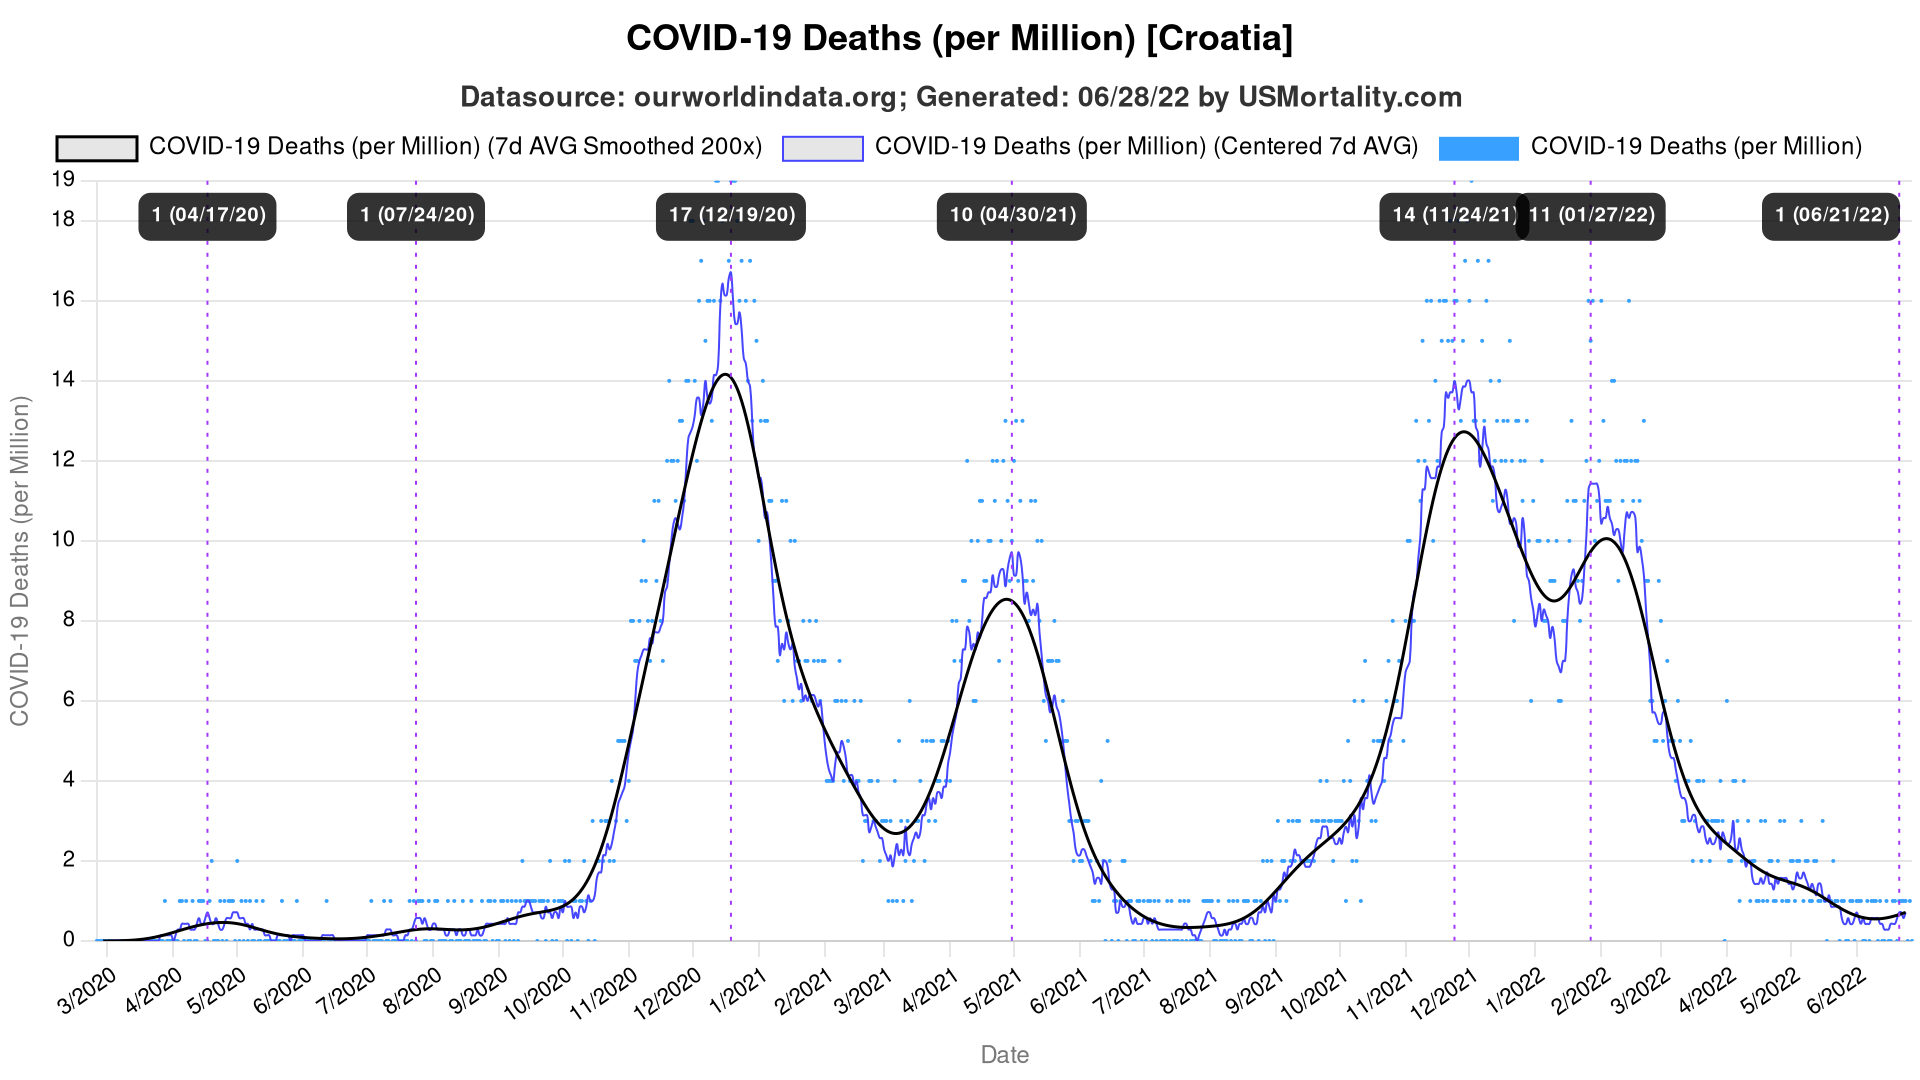 COVID-19 Deaths (per Million) [Croatia]
Datasource: ourworldindata.org; Generated: 06/28/22 by USMortality.com
COVID-19 Deaths (per Million) (7d AVG Smoothed 200x) COVID-19 Deaths (per Million) (Centered 7d AVG) COVID-19 Deaths (per Million)
19
1 (04/17/20) 1 (07/24/20) 17 (12/19/20) 10 (04/30/21) 14 (11/24/21) 11 (01/27/22) 1 (06/21/22)
18
16
14
12
10
8
6
4
2
0
COVID-19 Deaths (per Million)
3/2020 4/2020 5/2020 6/2020 7/2020 8/2020 9/2020 10/2020 11/2020 12/2020 1/2021 2/2021 3/2021 4/2021 5/2021 6/2021 7/2021 8/2021 9/2021 10/2021 11/2021 12/2021 1/2022 2/2022 3/2022 4/2022 5/2022 6/2022
Date